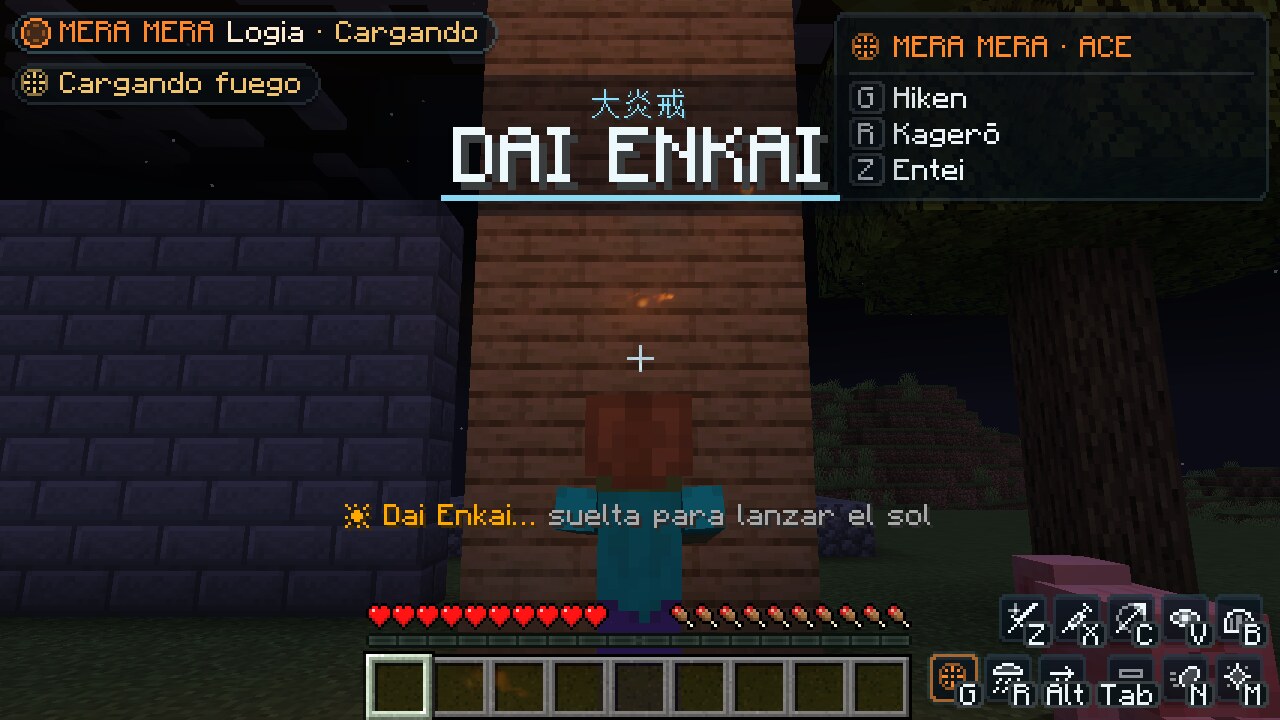 MERA MERA Logia · Cargando
Cargando fuego
大炎戒
DAI ENKAI
MERA MERA · ACE
G Hiken
R Kagerō
Z Entei
Dai Enkai... suelta para lanzar el sol
Z X C V B
G R Alt Tab N M